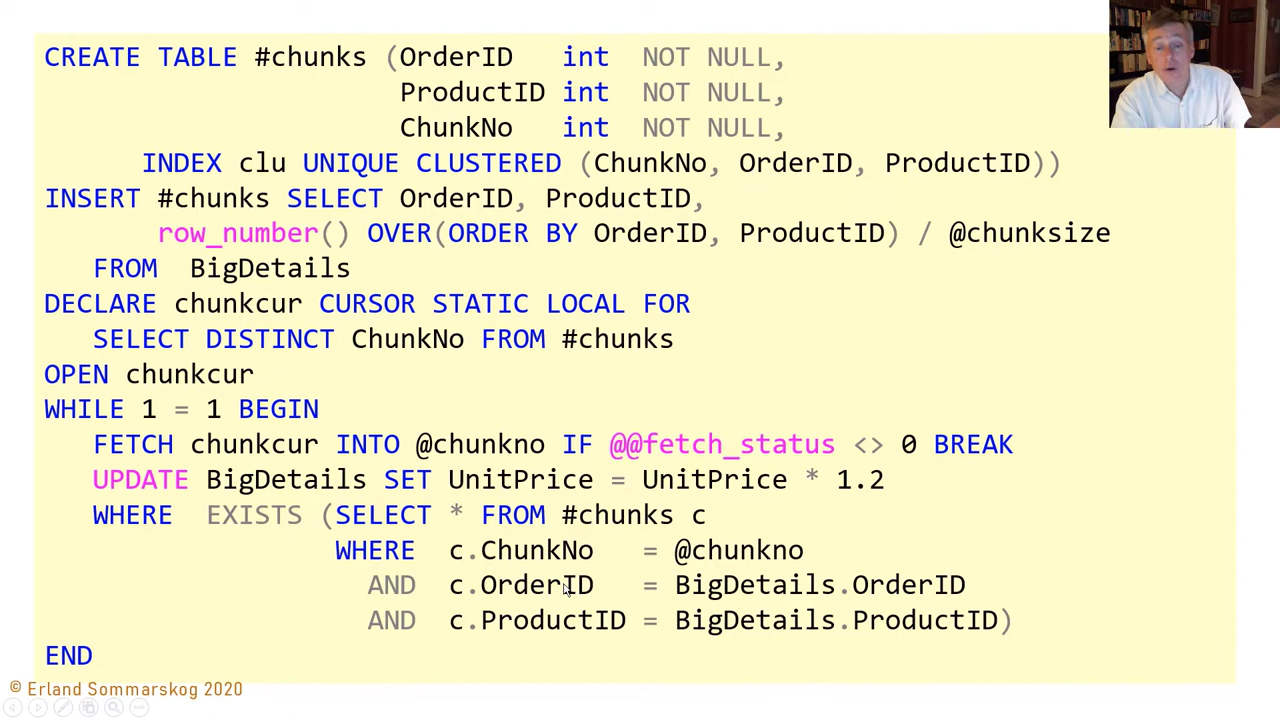 CREATE TABLE #chunks (OrderID int NOT NULL,
ProductID int NOT NULL,
ChunkNo int NOT NULL,
INDEX clu UNIQUE CLUSTERED (ChunkNo, OrderID, ProductID))
INSERT #chunks SELECT OrderID, ProductID,
row_number() OVER(ORDER BY OrderID, ProductID) / @chunksize
FROM BigDetails
DECLARE chunkcur CURSOR STATIC LOCAL FOR
SELECT DISTINCT ChunkNo FROM #chunks
OPEN chunkcur
WHILE 1 = 1 BEGIN
FETCH chunkcur INTO @chunkno IF @@fetch_status <> 0 BREAK
UPDATE BigDetails SET UnitPrice = UnitPrice * 1.2
WHERE EXISTS (SELECT * FROM #chunks c
WHERE c.ChunkNo = @chunkno
AND c.OrderID = BigDetails.OrderID
AND c.ProductID = BigDetails.ProductID)
END
© Erland Sommarskog 2020